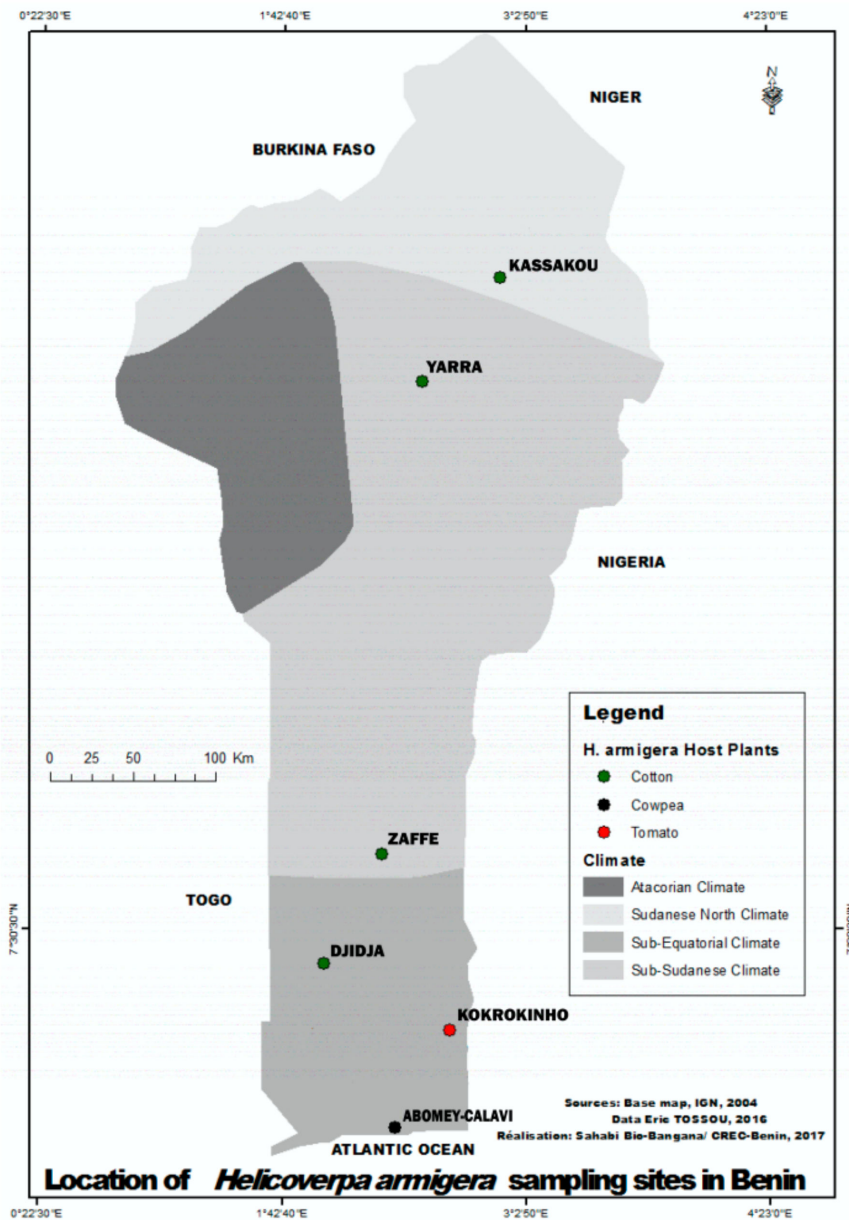 0°22'30"E 1°42'40"E 3°2'50"E 4°23'0"E
N
NIGER
BURKINA FASO
KASSAKOU
YARRA
NIGERIA
Legend
H. armigera Host Plants
Cotton
Cowpea
Tomato
Climate
Atacorian Climate
Sudanese North Climate
Sub-Equatorial Climate
Sub-Sudanese Climate
0 25 50 100 Km
ZAFFE
TOGO
7°30'30"N
DJIDJA
KOKROKINHO
ABOMEY-CALAVI
ATLANTIC OCEAN
Sources: Base map, IGN, 2004
Data Eric TOSSOU, 2016
Réalisation: Sahabi Bio-Bangana/ CREC-Benin, 2017
Location of Helicoverpa armigera sampling sites in Benin
0°22'30"E 1°42'40"E 3°2'50"E 4°23'0"E